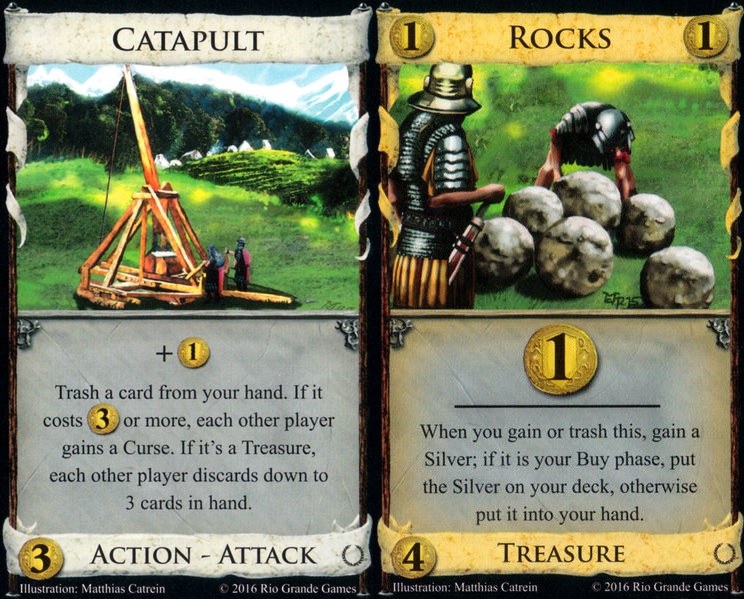 CATAPULT
+ 1
Trash a card from your hand. If it
costs 3 or more, each other player
gains a Curse. If it's a Treasure,
each other player discards down to
3 cards in hand.
3 ACTION - ATTACK
Illustration: Matthias Catrein © 2016 Rio Grande Games
1 ROCKS 1
1
When you gain or trash this, gain a
Silver; if it is your Buy phase, put
the Silver on your deck, otherwise
put it into your hand.
4 TREASURE
Illustration: Matthias Catrein © 2016 Rio Grande Games